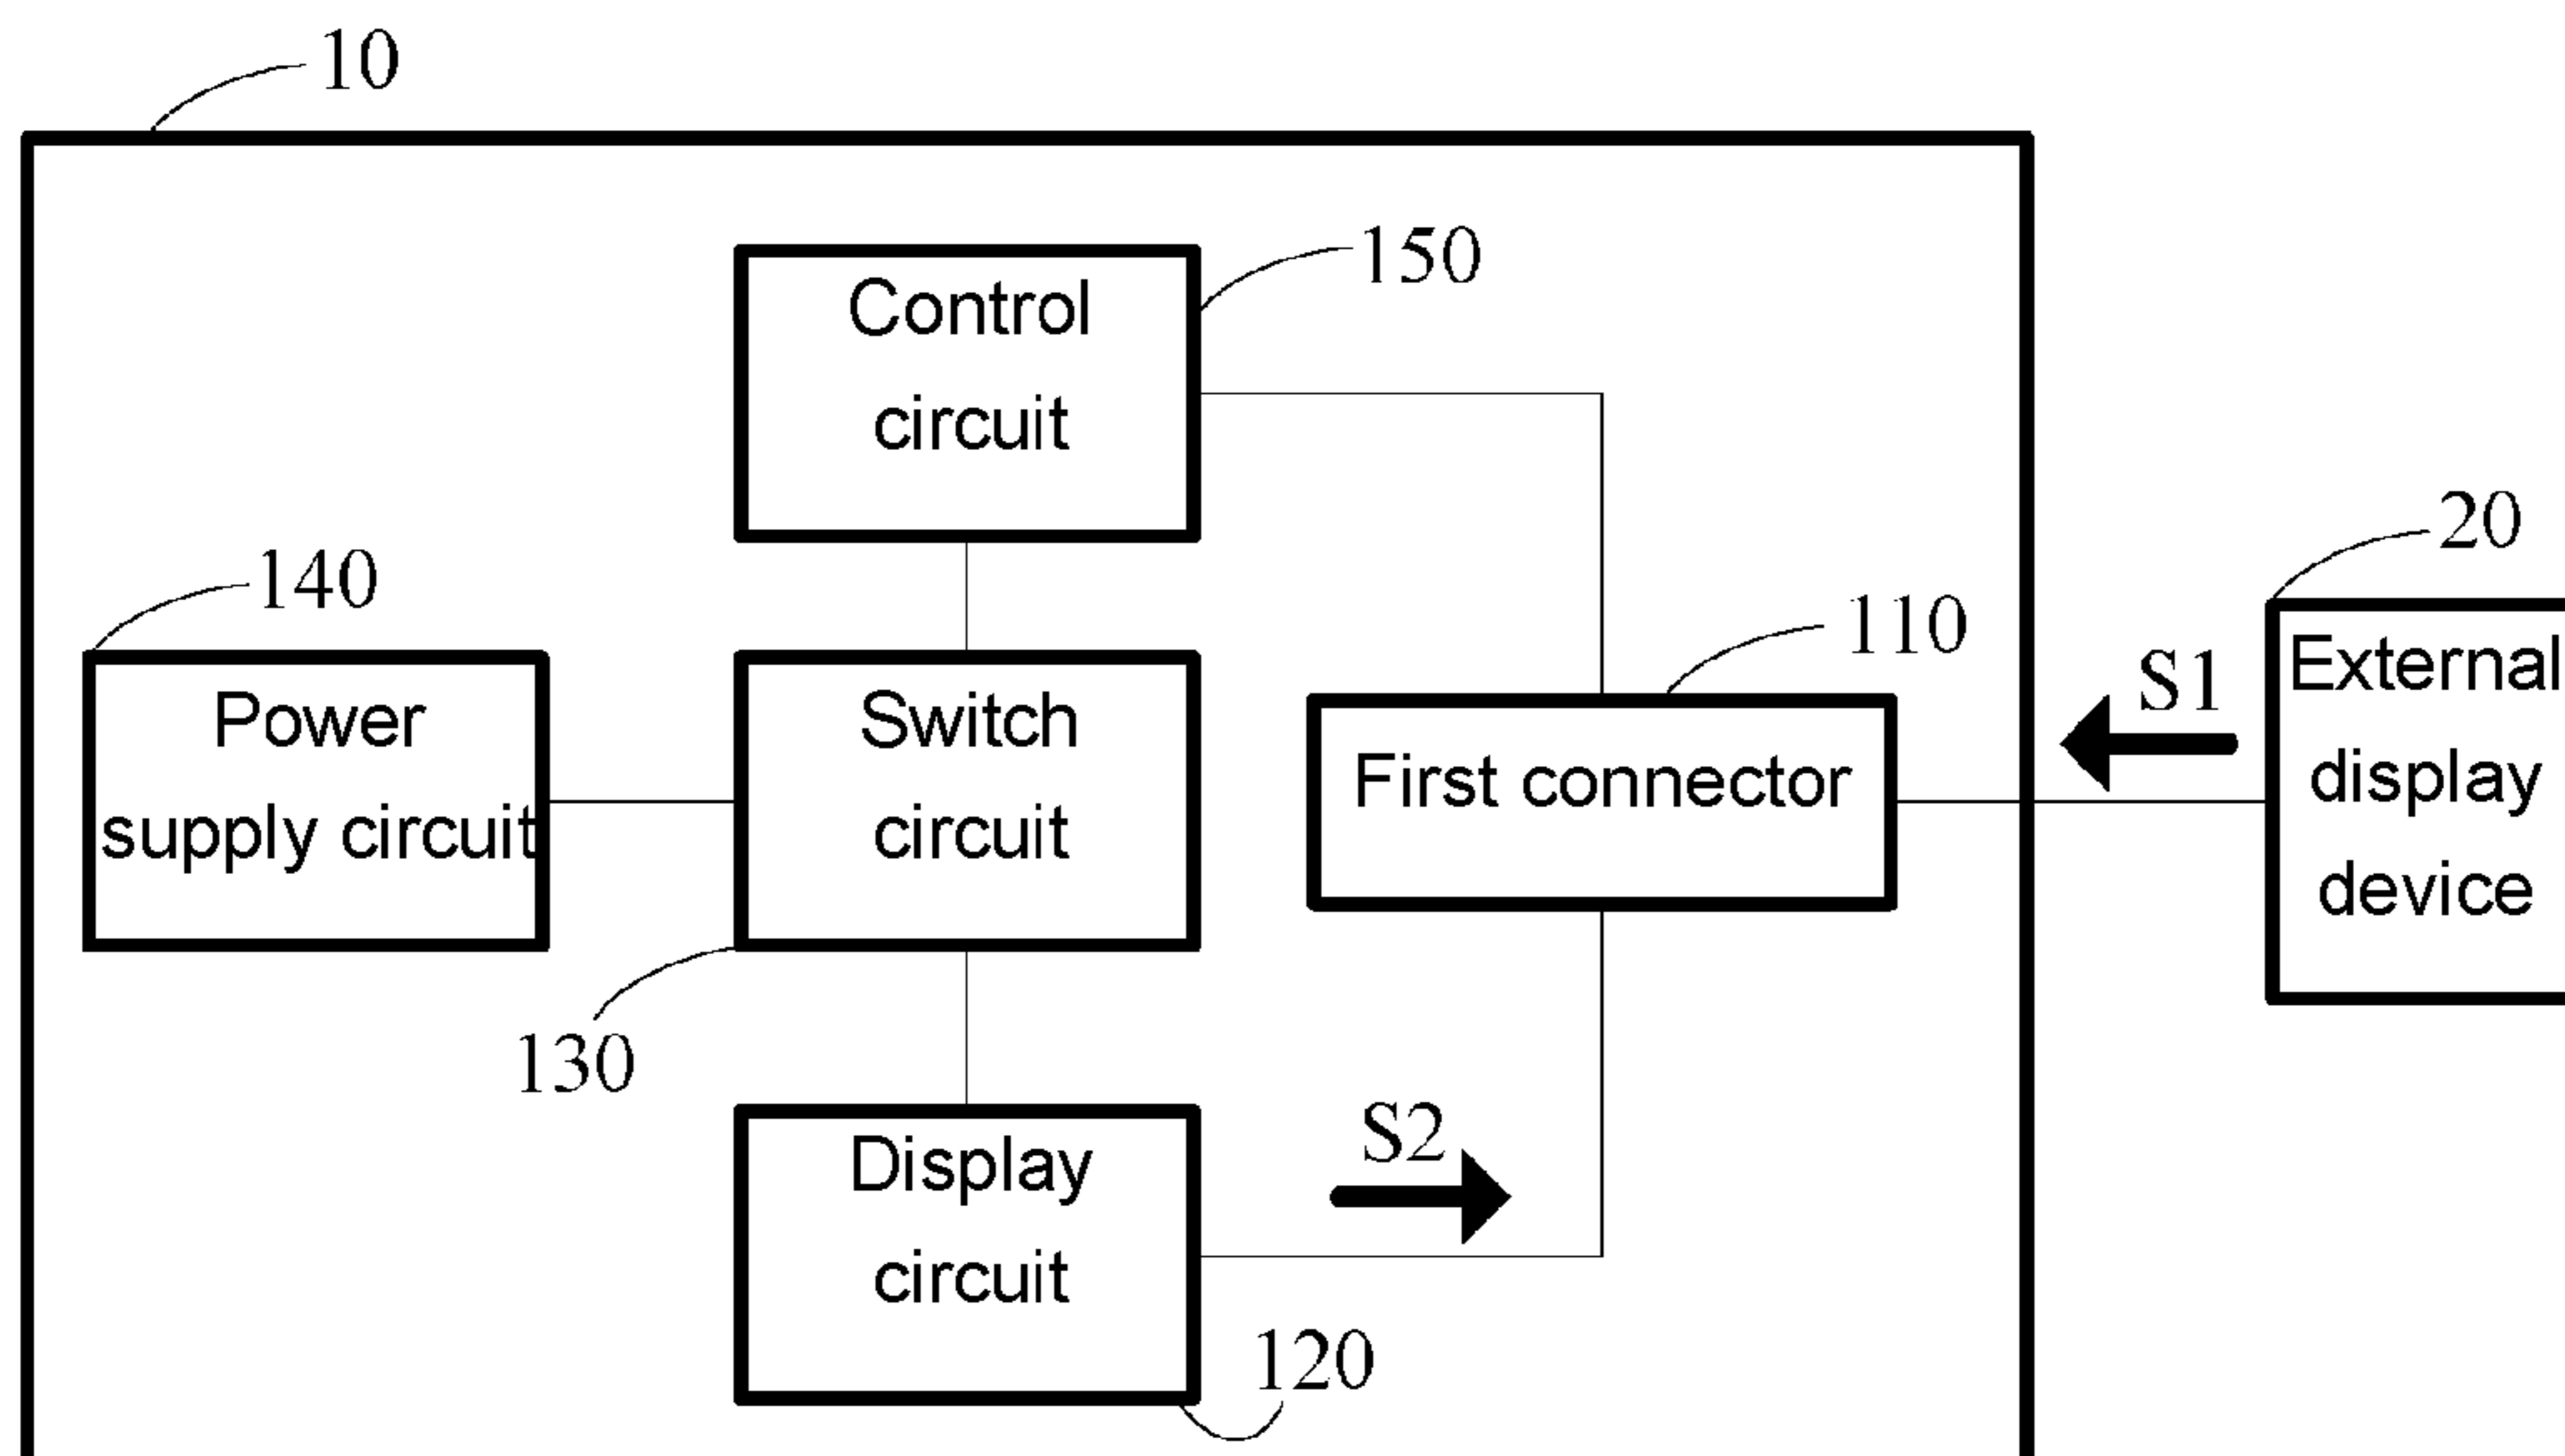 10
Control
circuit
150
140
Power
supply circuit
Switch
circuit
130
110
First connector
S1
20
External
display
device
Display
circuit
S2
120